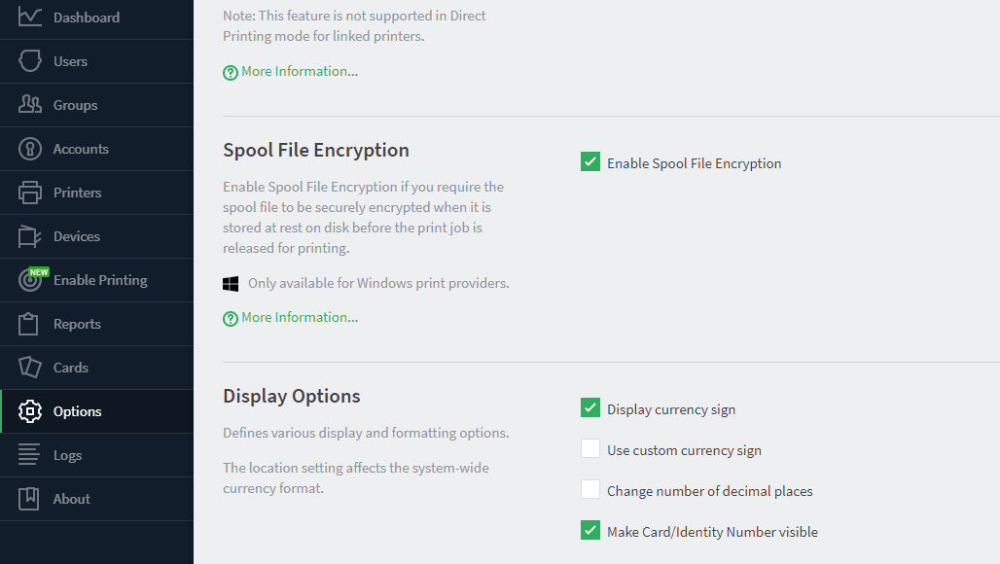 Dashboard
Users
Groups
Accounts
Printers
Devices
NEW
Enable Printing
Reports
Cards
Options
Logs
About
Note: This feature is not supported in Direct
Printing mode for linked printers.
More Information...
Spool File Encryption
Enable Spool File Encryption if you require the
spool file to be securely encrypted when it is
stored at rest on disk before the print job is
released for printing.
Only available for Windows print providers.
More Information...
Enable Spool File Encryption
Display Options
Defines various display and formatting options.
The location setting affects the system-wide
currency format.
Display currency sign
Use custom currency sign
Change number of decimal places
Make Card/Identity Number visible